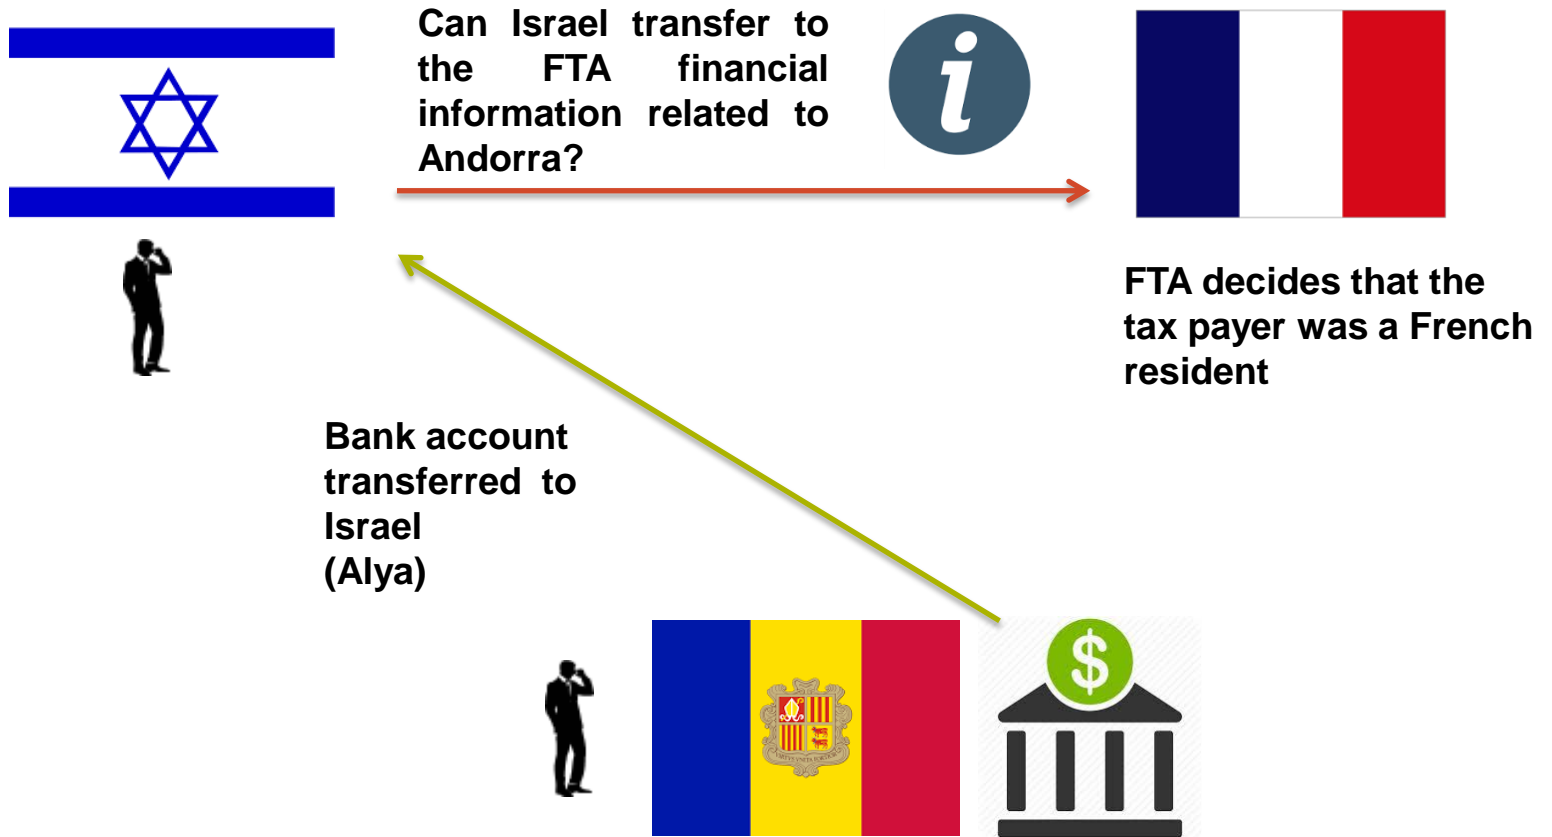 Can Israel transfer to
the FTA financial
information related to
Andorra?
i
FTA decides that the
tax payer was a French
resident
Bank account
transferred to
Israel
(Alya)
$